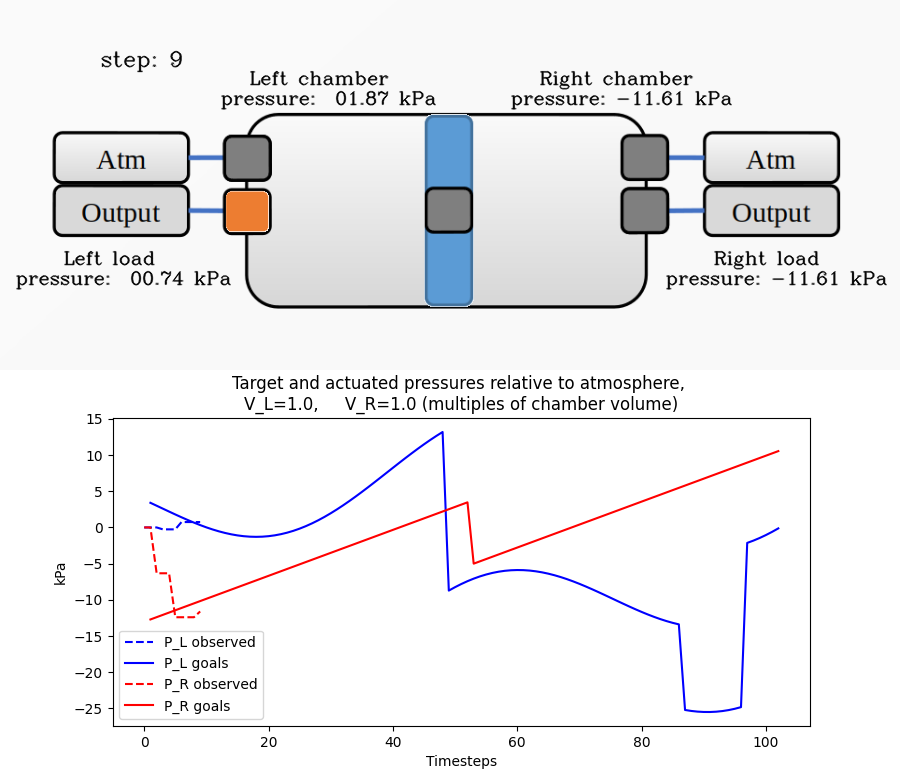 step: 9
Left chamber
pressure:  01.87 kPa
Right chamber
pressure: −11.61 kPa
Atm
Output
Atm
Output
Left load
pressure:  00.74 kPa
Right load
pressure: −11.61 kPa
Target and actuated pressures relative to atmosphere,
V_L=1.0,     V_R=1.0 (multiples of chamber volume)
15
10
5
0
−5
−10
−15
−20
−25
kPa
P_L observed
P_L goals
P_R observed
P_R goals
0 20 40 60 80 100
Timesteps